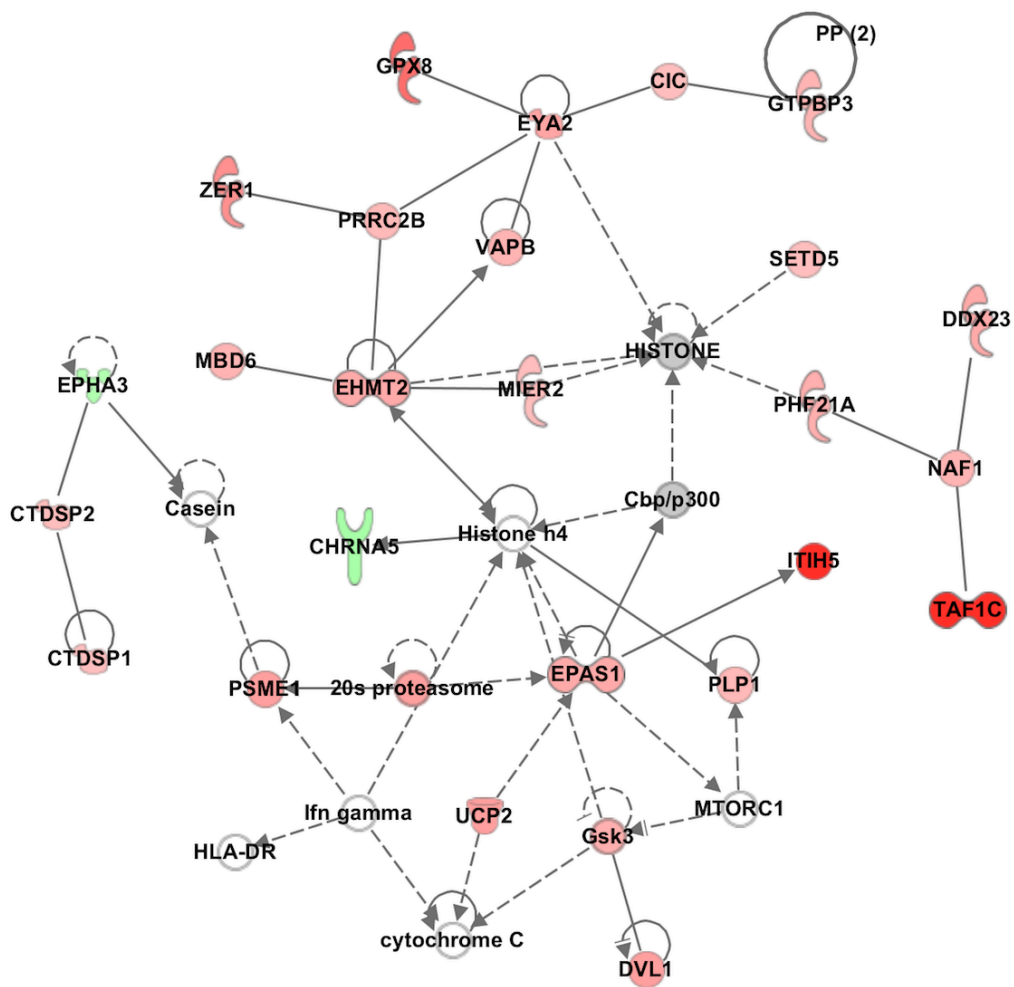 PP (2)
GPX8
CIC
GTPBP3
EYA2
ZER1
PRRC2B
VAPB
SETD5
DDX23
HISTONE
MBD6
EPHA3
EHMT2
MIER2
PHF21A
NAF1
CTDSP2
Casein
Cbp/p300
Histone h4
CHRNA5
ITIH5
TAF1C
CTDSP1
PSME1
20s proteasome
EPAS1
PLP1
Ifn gamma
UCP2
MTORC1
Gsk3
HLA-DR
cytochrome C
DVL1